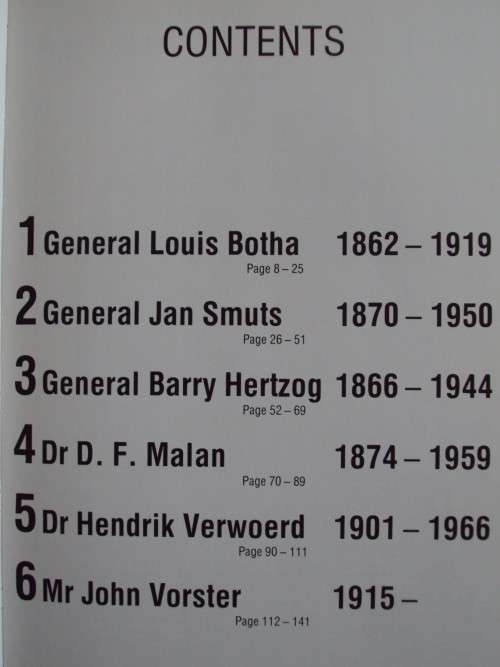 CONTENTS
1 General Louis Botha 1862 – 1919
Page 8 – 25
2 General Jan Smuts 1870 – 1950
Page 26 – 51
3 General Barry Hertzog 1866 – 1944
Page 52 – 69
4 Dr D. F. Malan 1874 – 1959
Page 70 – 89
5 Dr Hendrik Verwoerd 1901 – 1966
Page 90 – 111
6 Mr John Vorster 1915 –
Page 112 – 141